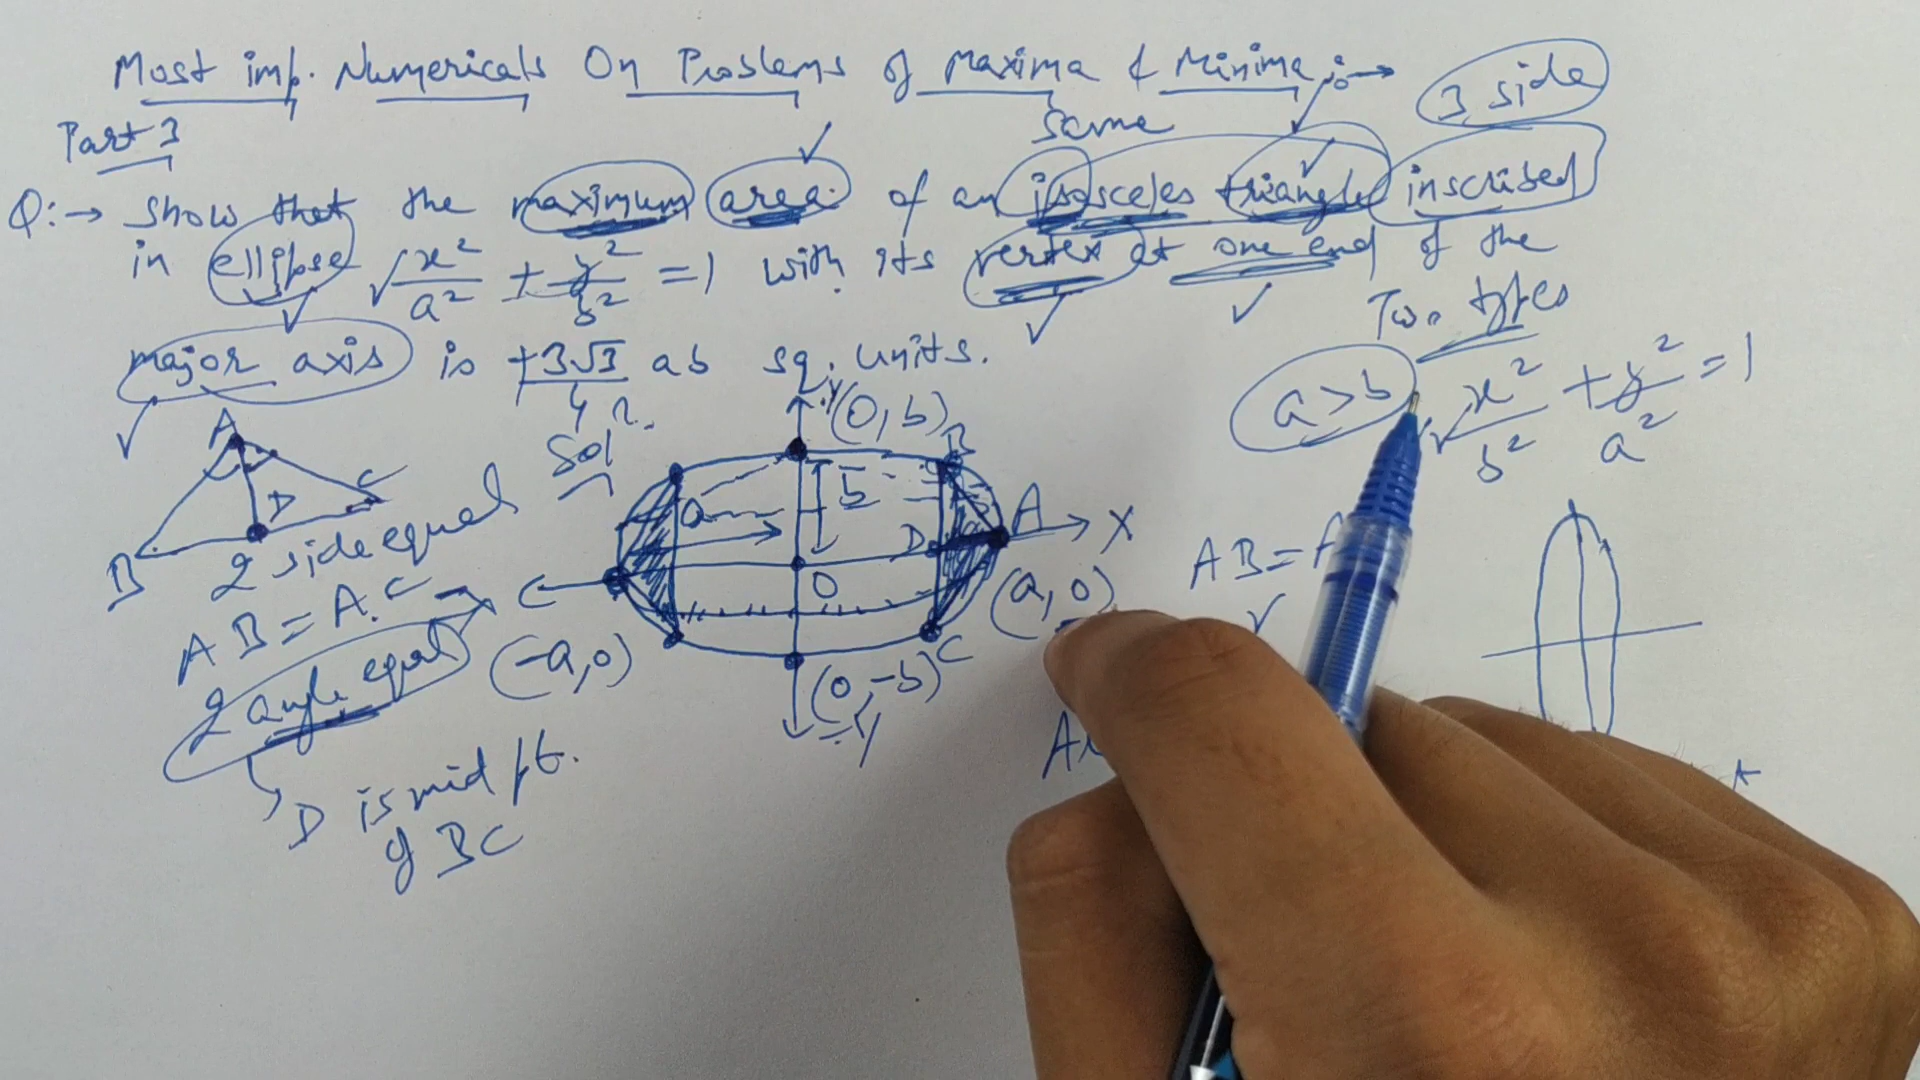 Most imp. Numericals On Problems of Maxima & Minima :→
3 side
Part 3
Same
Q:→ Show that the maximum area of an isosceles triangle inscribed
in ellipse x²/a² + y²/b² = 1 with its vertex at one end of the
major axis is 3√3/4 ab sq. units.
Two types
a>b
x²/b² + y²/a² = 1
Sol
A
B
C
D
2 side equal
AB = AC
2 angle equal
D is mid pt.
of BC
Y
(0, b)
B
a
b
D
A
X
O
(a, 0)
(-a, 0)
(0, -b)
C
-Y
AB =